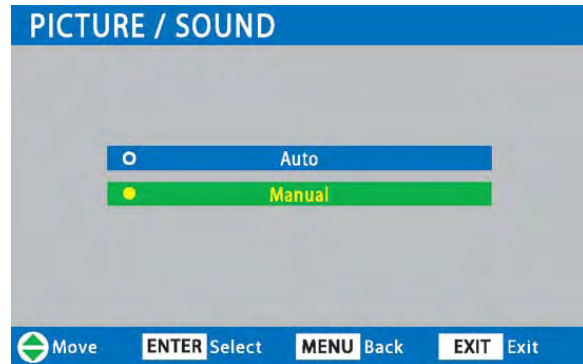 PICTURE / SOUND
Auto
Manual
Move ENTER Select MENU Back EXIT Exit